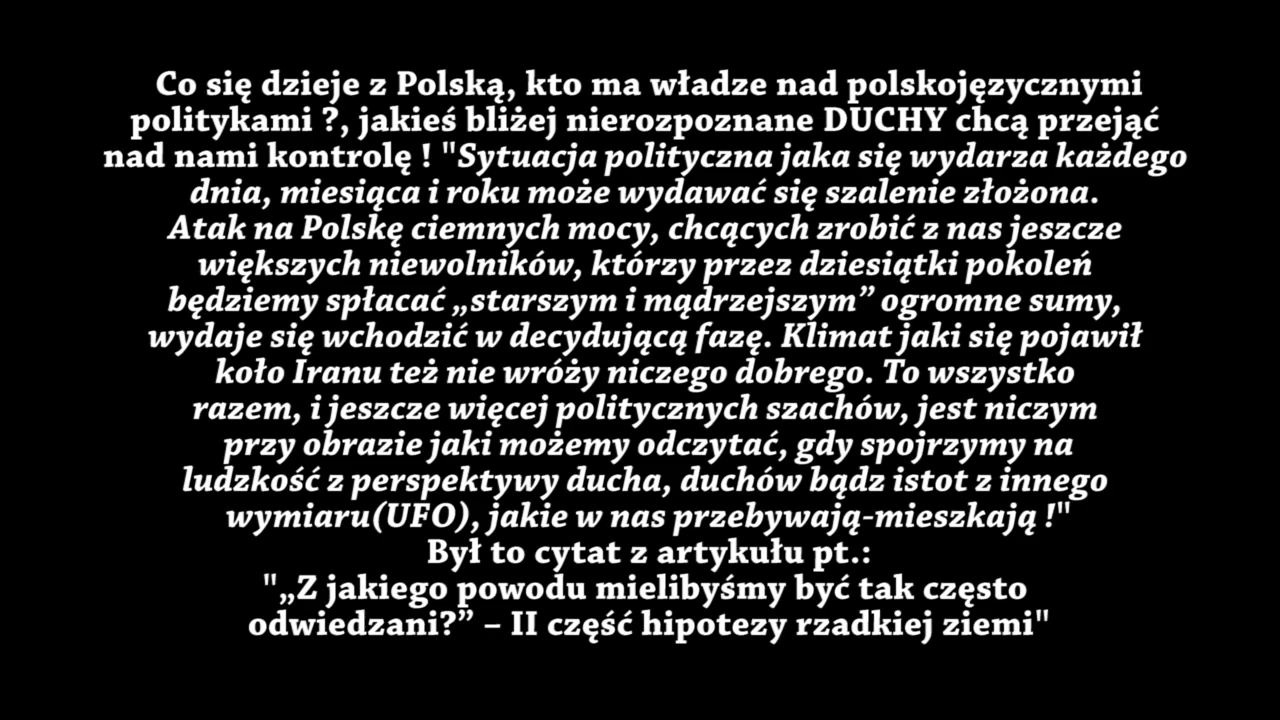 Co się dzieje z Polską, kto ma władze nad polskojęzycznymi
politykami ?, jakieś bliżej nierozpoznane DUCHY chcą przejąć
nad nami kontrolę ! "Sytuacja polityczna jaka się wydarza każdego
dnia, miesiąca i roku może wydawać się szalenie złożona.
Atak na Polskę ciemnych mocy, chcących zrobić z nas jeszcze
większych niewolników, którzy przez dziesiątki pokoleń
będziemy spłacać „starszym i mądrzejszym” ogromne sumy,
wydaje się wchodzić w decydującą fazę. Klimat jaki się pojawił
koło Iranu też nie wróży niczego dobrego. To wszystko
razem, i jeszcze więcej politycznych szachów, jest niczym
przy obrazie jaki możemy odczytać, gdy spojrzymy na
ludzkość z perspektywy ducha, duchów bądz istot z innego
wymiaru(UFO), jakie w nas przebywają-mieszkają !"
Był to cytat z artykułu pt.:
"„Z jakiego powodu mielibyśmy być tak często
odwiedzani?” – II część hipotezy rzadkiej ziemi"